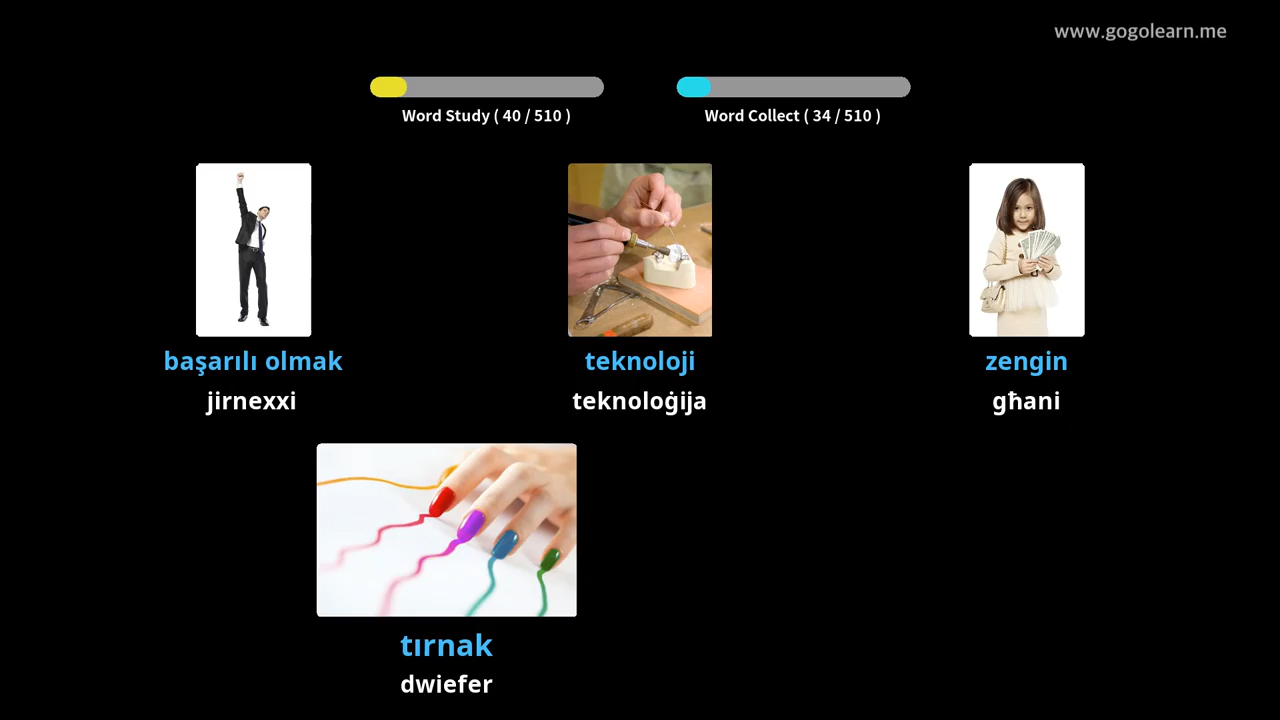 www.gogolearn.me
Word Study ( 40 / 510 )
Word Collect ( 34 / 510 )
başarılı olmak
teknoloji
zengin
jirnexxi
teknoloġija
għani
tırnak
dwiefer